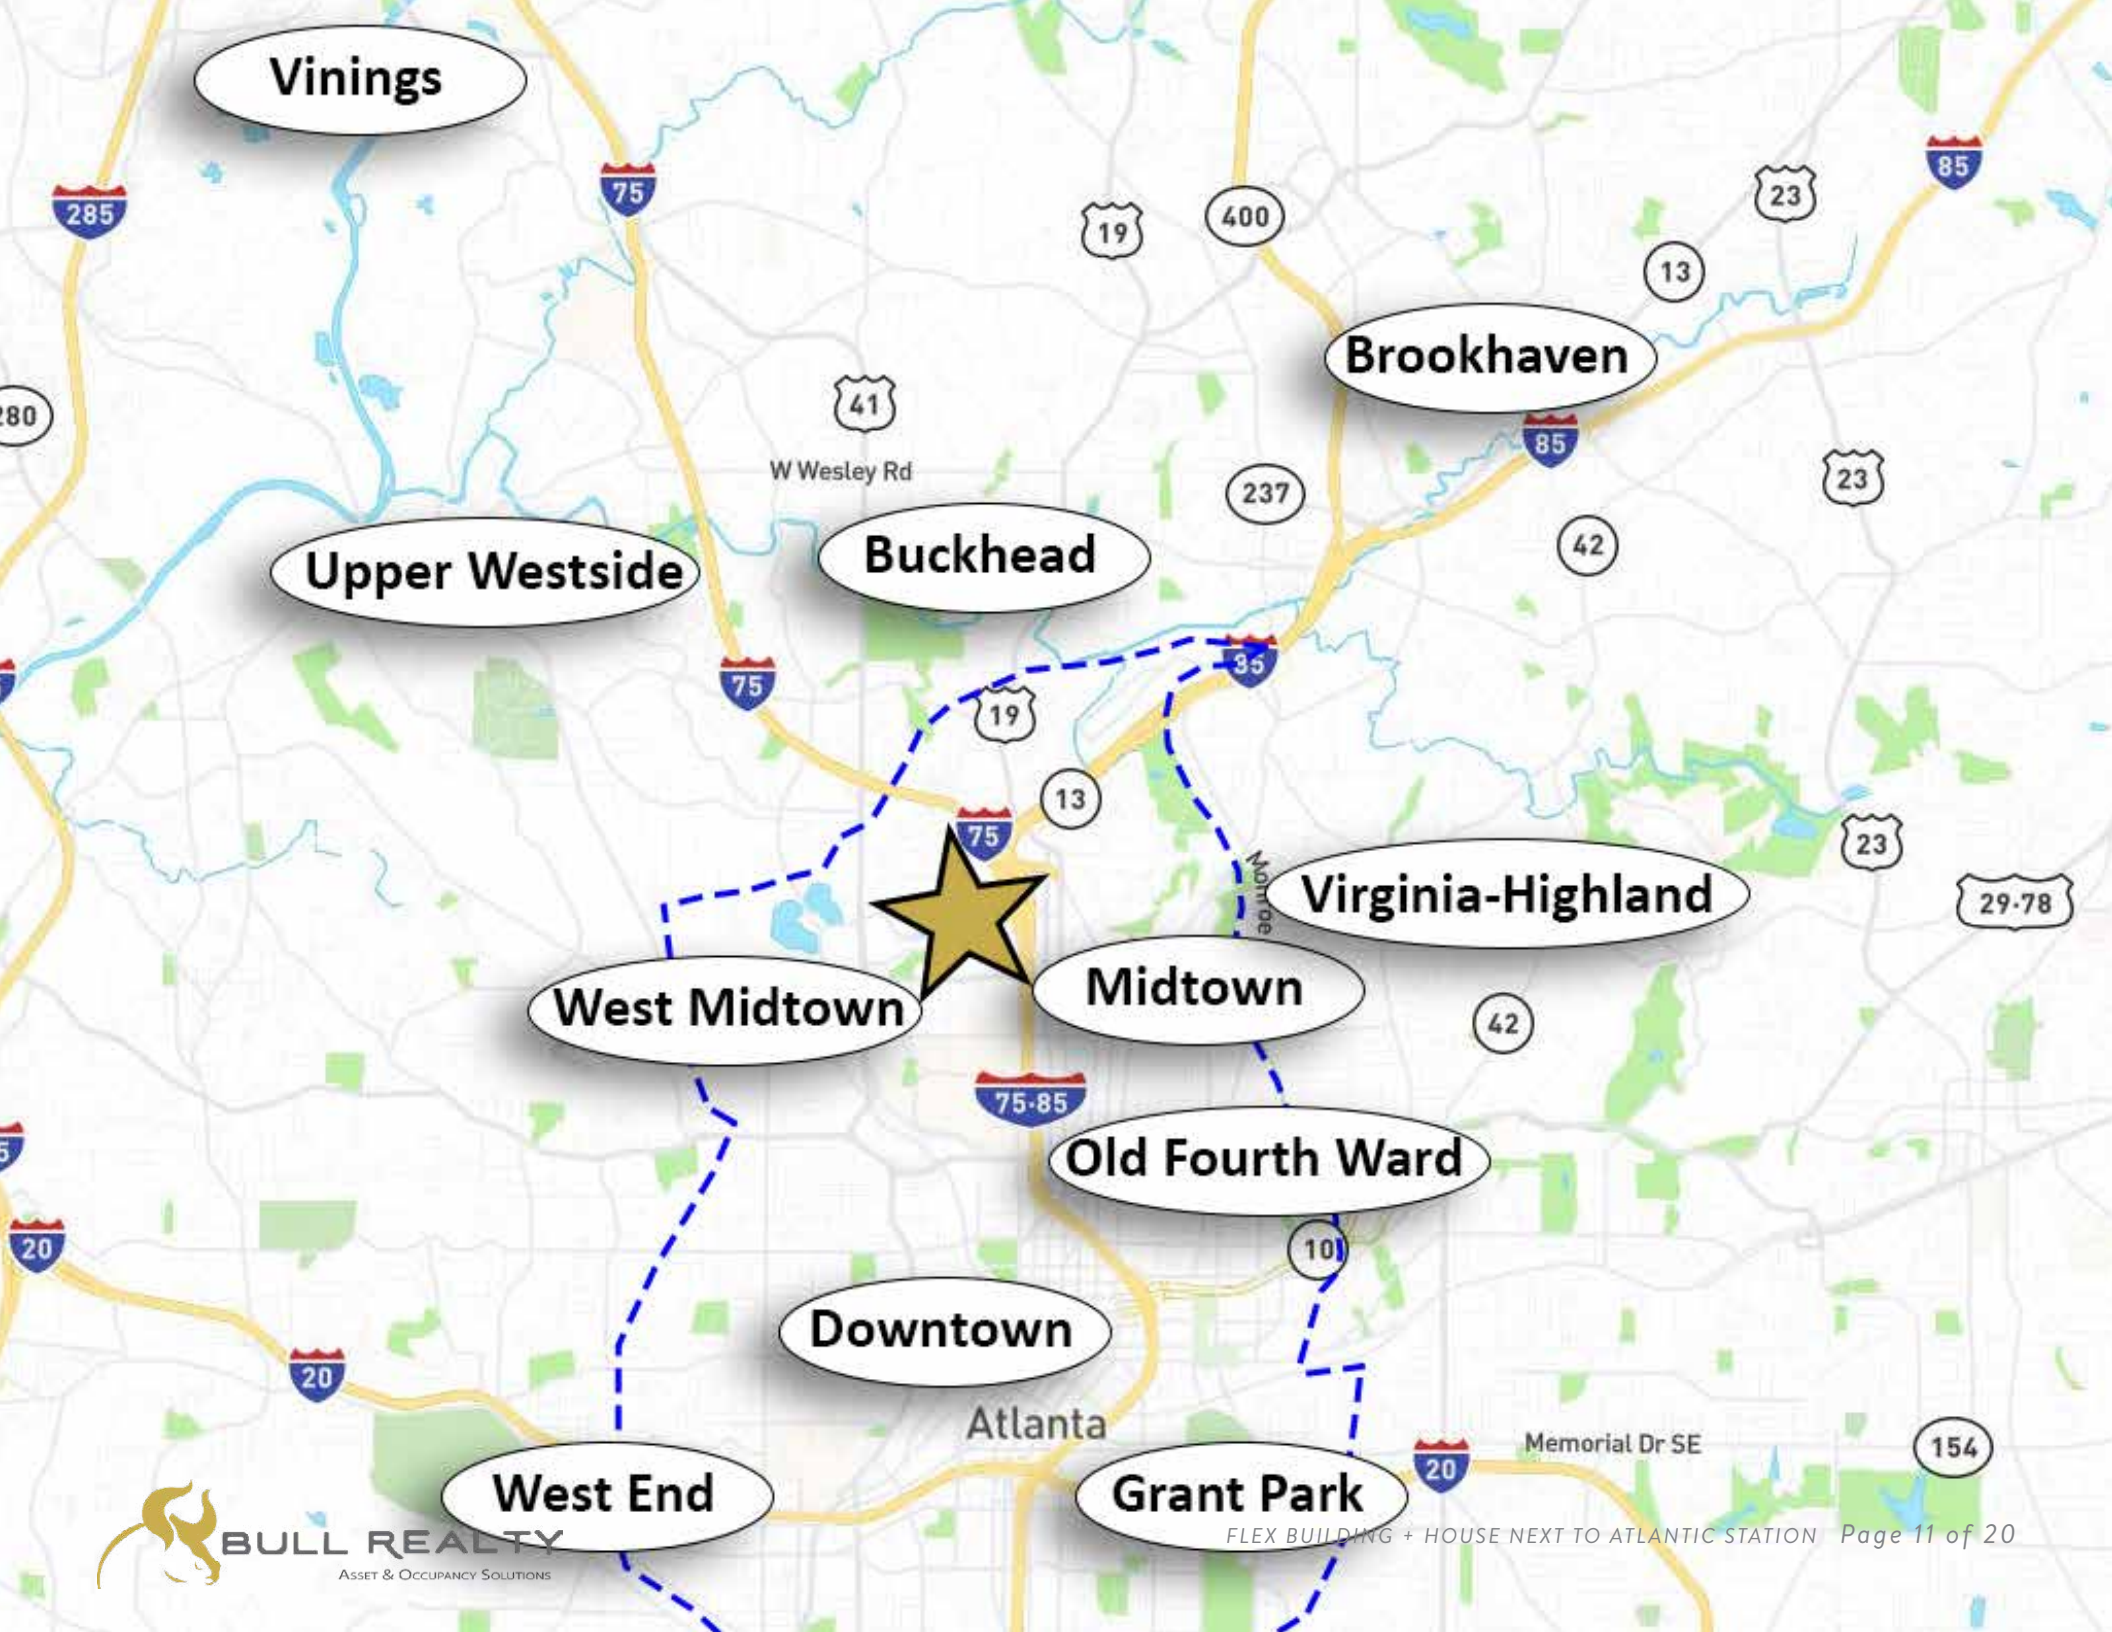 Vinings
285
75
19
400
23
85
13
Brookhaven
280
41
85
W Wesley Rd
237
23
42
Buckhead
Upper Westside
75
19
13
75
23
Monroe
Virginia-Highland
29·78
Midtown
West Midtown
42
75·85
Old Fourth Ward
20
10
Downtown
20
Atlanta
Memorial Dr SE
154
20
West End
Grant Park
BULL REALTY
ASSET & OCCUPANCY SOLUTIONS
FLEX BUILDING + HOUSE NEXT TO ATLANTIC STATION Page 11 of 20